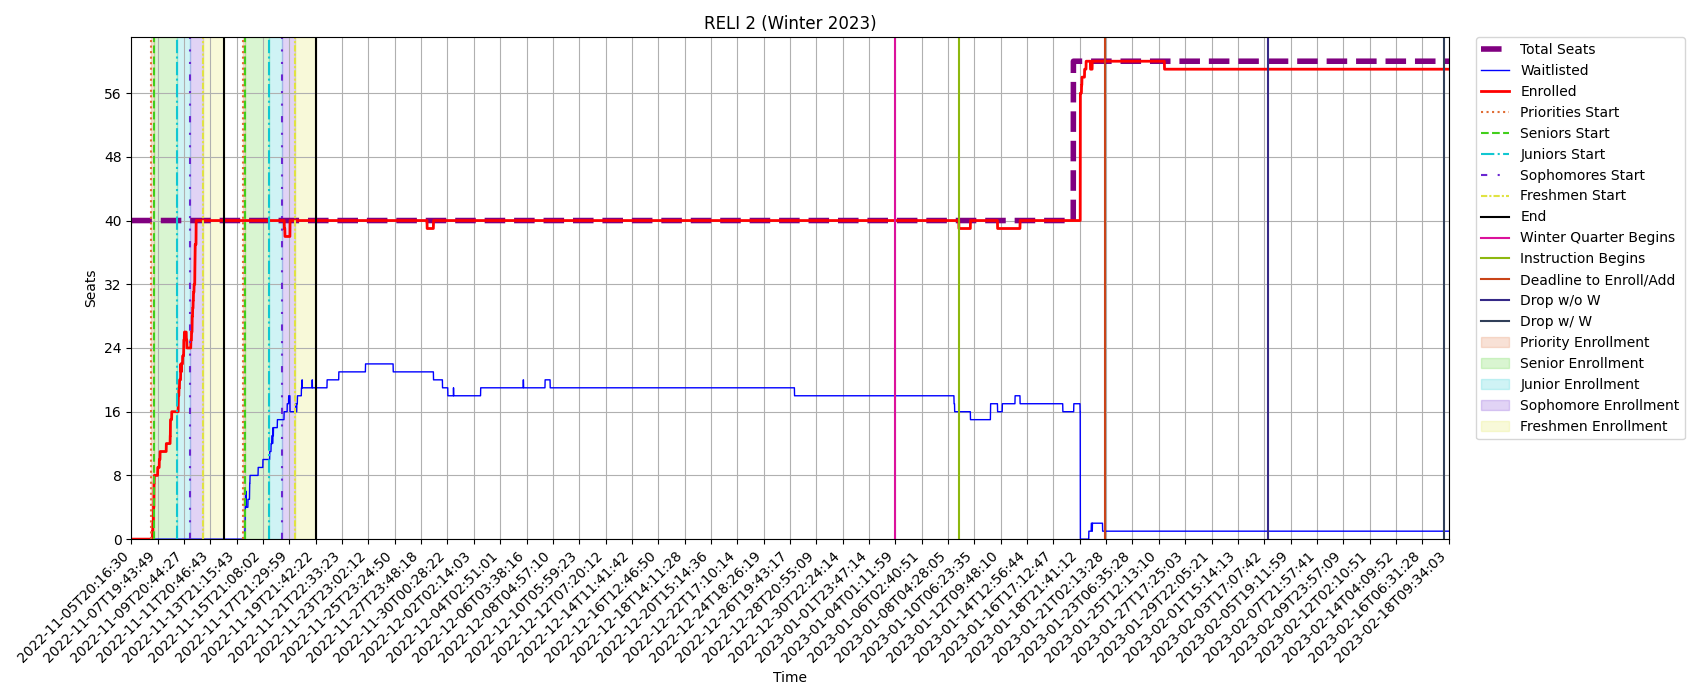 RELI 2 (Winter 2023)
Seats
56
48
40
32
24
16
8
0
2022-11-05T20:16:30
2022-11-07T19:43:49
2022-11-09T20:44:27
2022-11-11T20:46:43
2022-11-13T21:15:43
2022-11-15T21:08:02
2022-11-17T21:29:59
2022-11-19T21:42:22
2022-11-21T22:33:23
2022-11-23T23:02:12
2022-11-25T23:24:50
2022-11-27T23:48:18
2022-11-30T00:28:22
2022-12-02T02:14:03
2022-12-04T02:51:01
2022-12-06T03:38:16
2022-12-08T04:57:10
2022-12-10T05:59:23
2022-12-12T07:20:12
2022-12-14T11:41:42
2022-12-16T12:46:50
2022-12-18T14:11:28
2022-12-20T15:14:36
2022-12-22T17:10:14
2022-12-24T18:26:19
2022-12-26T19:43:17
2022-12-28T20:55:09
2022-12-30T22:24:14
2023-01-01T23:47:14
2023-01-04T01:11:59
2023-01-06T02:40:51
2023-01-08T04:28:05
2023-01-10T06:23:35
2023-01-12T09:48:10
2023-01-14T12:56:44
2023-01-16T17:12:47
2023-01-18T21:41:12
2023-01-21T02:13:28
2023-01-23T06:35:28
2023-01-25T12:13:10
2023-01-27T17:25:03
2023-01-29T22:05:21
2023-02-01T15:14:13
2023-02-03T17:07:42
2023-02-05T19:11:59
2023-02-07T21:57:41
2023-02-09T23:57:09
2023-02-12T02:10:51
2023-02-14T04:09:52
2023-02-16T06:31:28
2023-02-18T09:34:03
Time
Total Seats
Waitlisted
Enrolled
Priorities Start
Seniors Start
Juniors Start
Sophomores Start
Freshmen Start
End
Winter Quarter Begins
Instruction Begins
Deadline to Enroll/Add
Drop w/o W
Drop w/ W
Priority Enrollment
Senior Enrollment
Junior Enrollment
Sophomore Enrollment
Freshmen Enrollment